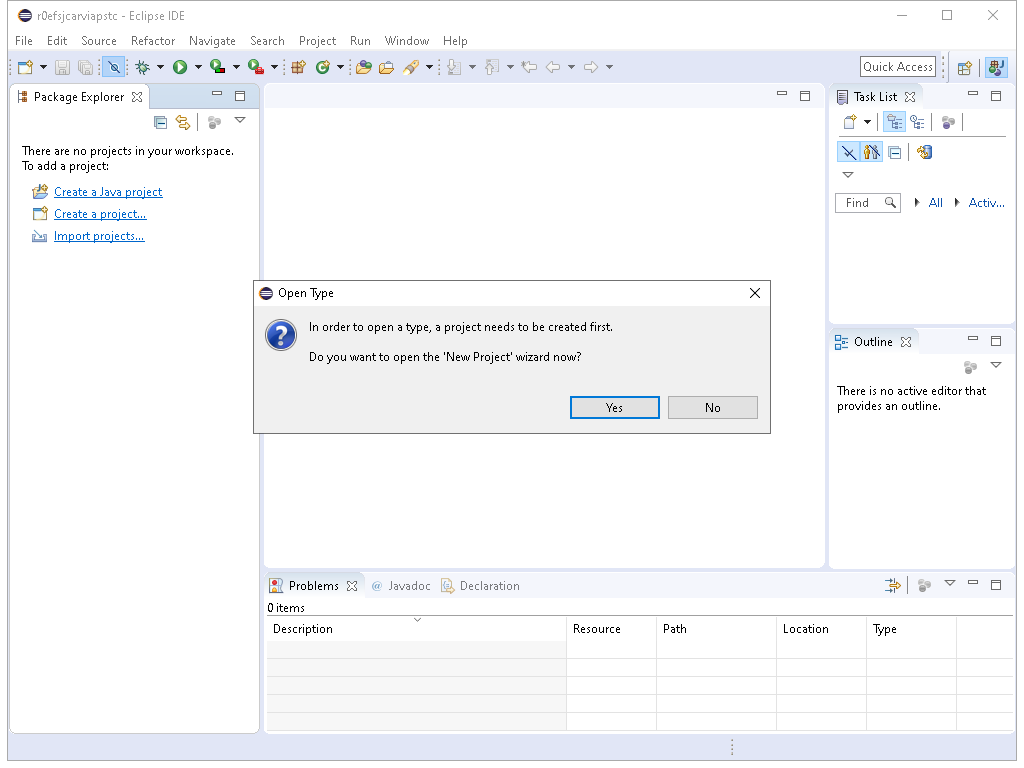 r0efsjcarviapstc - Eclipse IDE
File Edit Source Refactor Navigate Search Project Run Window Help
Quick Access
Package Explorer
There are no projects in your workspace.
To add a project:
Create a Java project
Create a project...
Import projects...
Task List
Find All Activ...
Open Type
In order to open a type, a project needs to be created first.
Do you want to open the 'New Project' wizard now?
Yes No
Outline
There is no active editor that
provides an outline.
Problems @ Javadoc Declaration
0 items
Description Resource Path Location Type